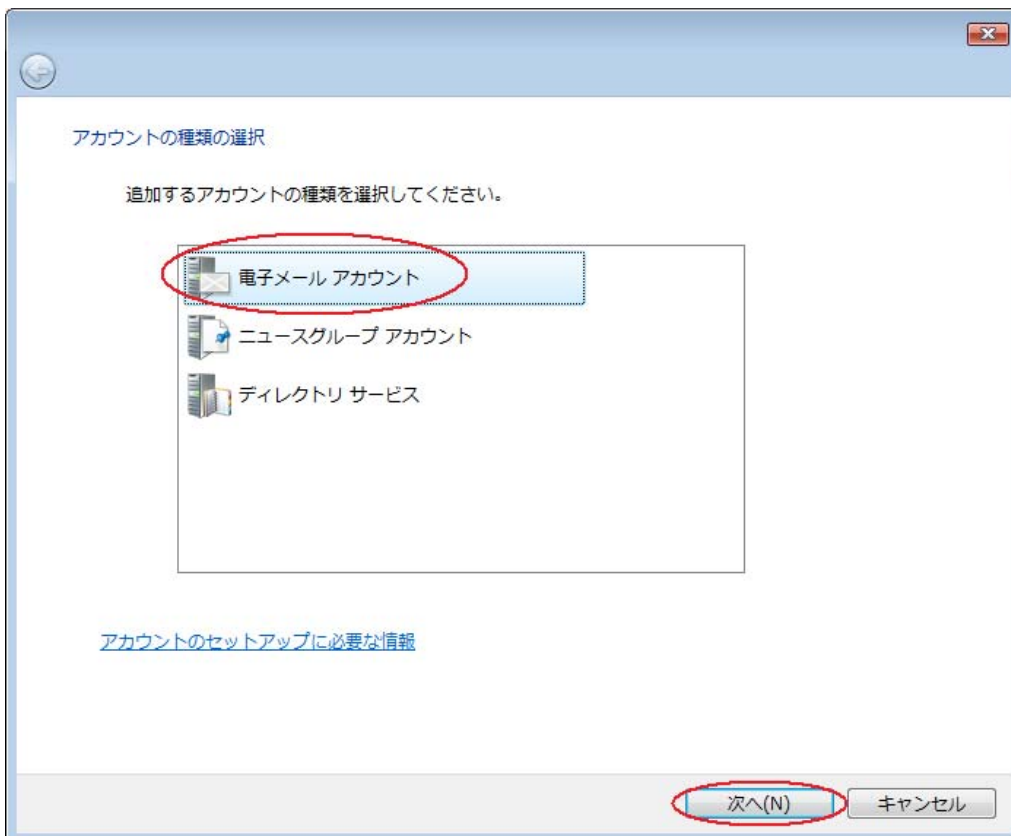 アカウントの種類の選択
追加するアカウントの種類を選択してください。
電子メール アカウント
ニュースグループ アカウント
ディレクトリ サービス
アカウントのセットアップに必要な情報
次へ(N)
キャンセル